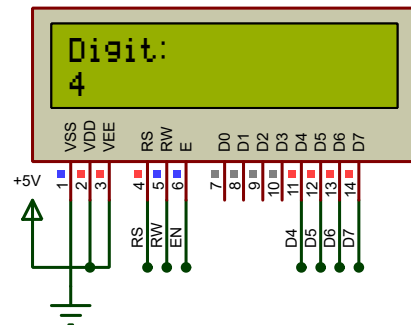 Digit:
4
VSS
VDD
VEE
RS
RW
E
D0
D1
D2
D3
D4
D5
D6
D7
+5V
1
2
3
4
5
6
7
8
9
10
11
12
13
14
RS
RW
EN
D4
D5
D6
D7